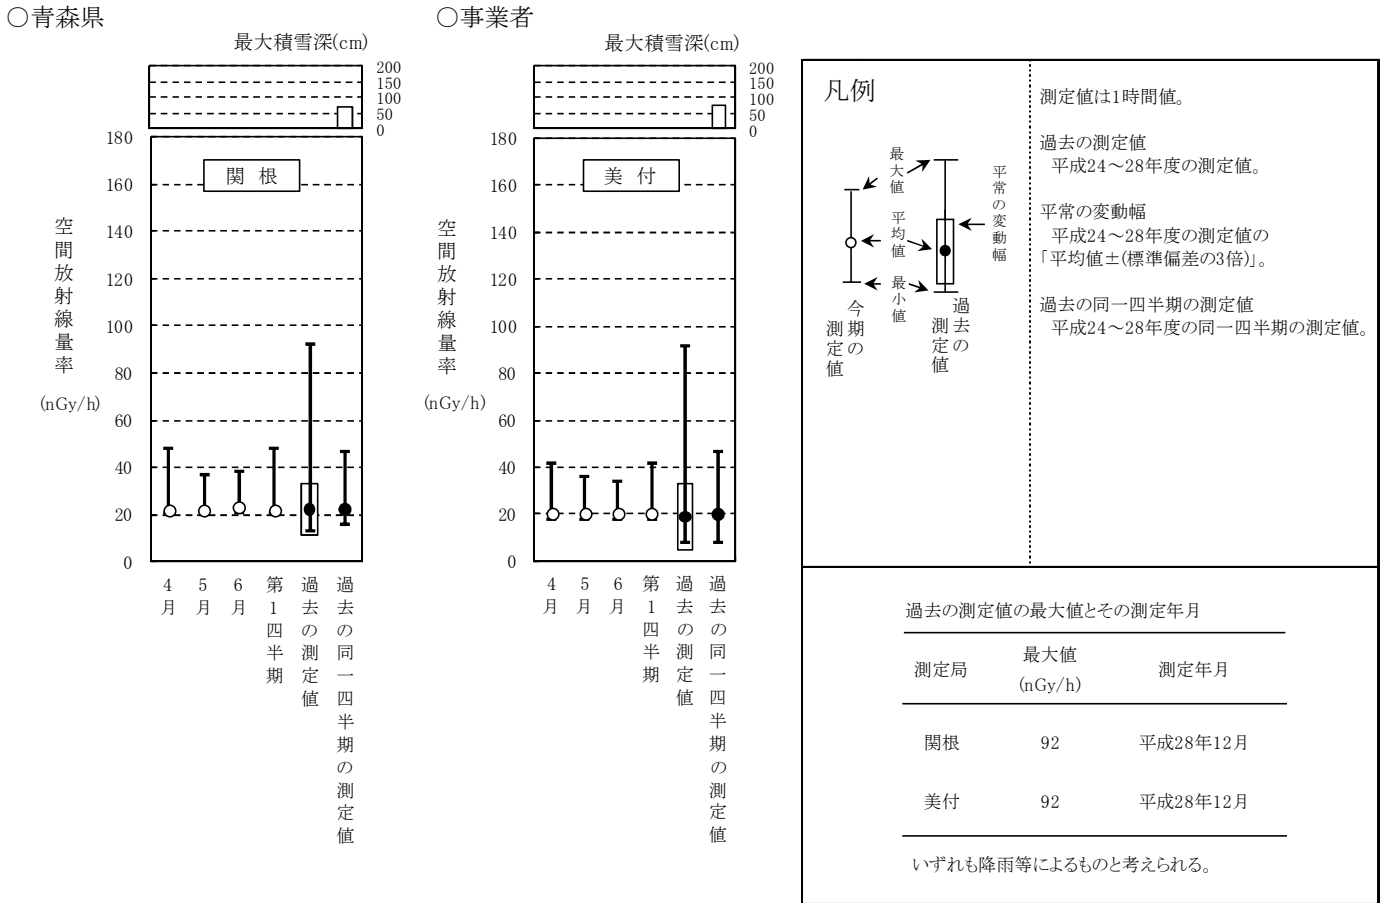 ○青森県
最大積雪深(cm)
200
150
100
50
0
関 根
空間放射線量率
(nGy/h)
180
160
140
120
100
80
60
40
20
0
4月
5月
6月
第1四半期
過去の測定値
過去の同一四半期の測定値
○事業者
最大積雪深(cm)
200
150
100
50
0
美 付
空間放射線量率
(nGy/h)
180
160
140
120
100
80
60
40
20
0
4月
5月
6月
第1四半期
過去の測定値
過去の同一四半期の測定値
凡例
最大値
平均値
最小値
平常の変動幅
今期の測定値
過去の測定値
測定値は1時間値。
過去の測定値
平成24～28年度の測定値。
平常の変動幅
平成24～28年度の測定値の
「平均値±(標準偏差の3倍)」。
過去の同一四半期の測定値
平成24～28年度の同一四半期の測定値。
過去の測定値の最大値とその測定年月
測定局 最大値 (nGy/h) 測定年月
関根 92 平成28年12月
美付 92 平成28年12月
いずれも降雨等によるものと考えられる。